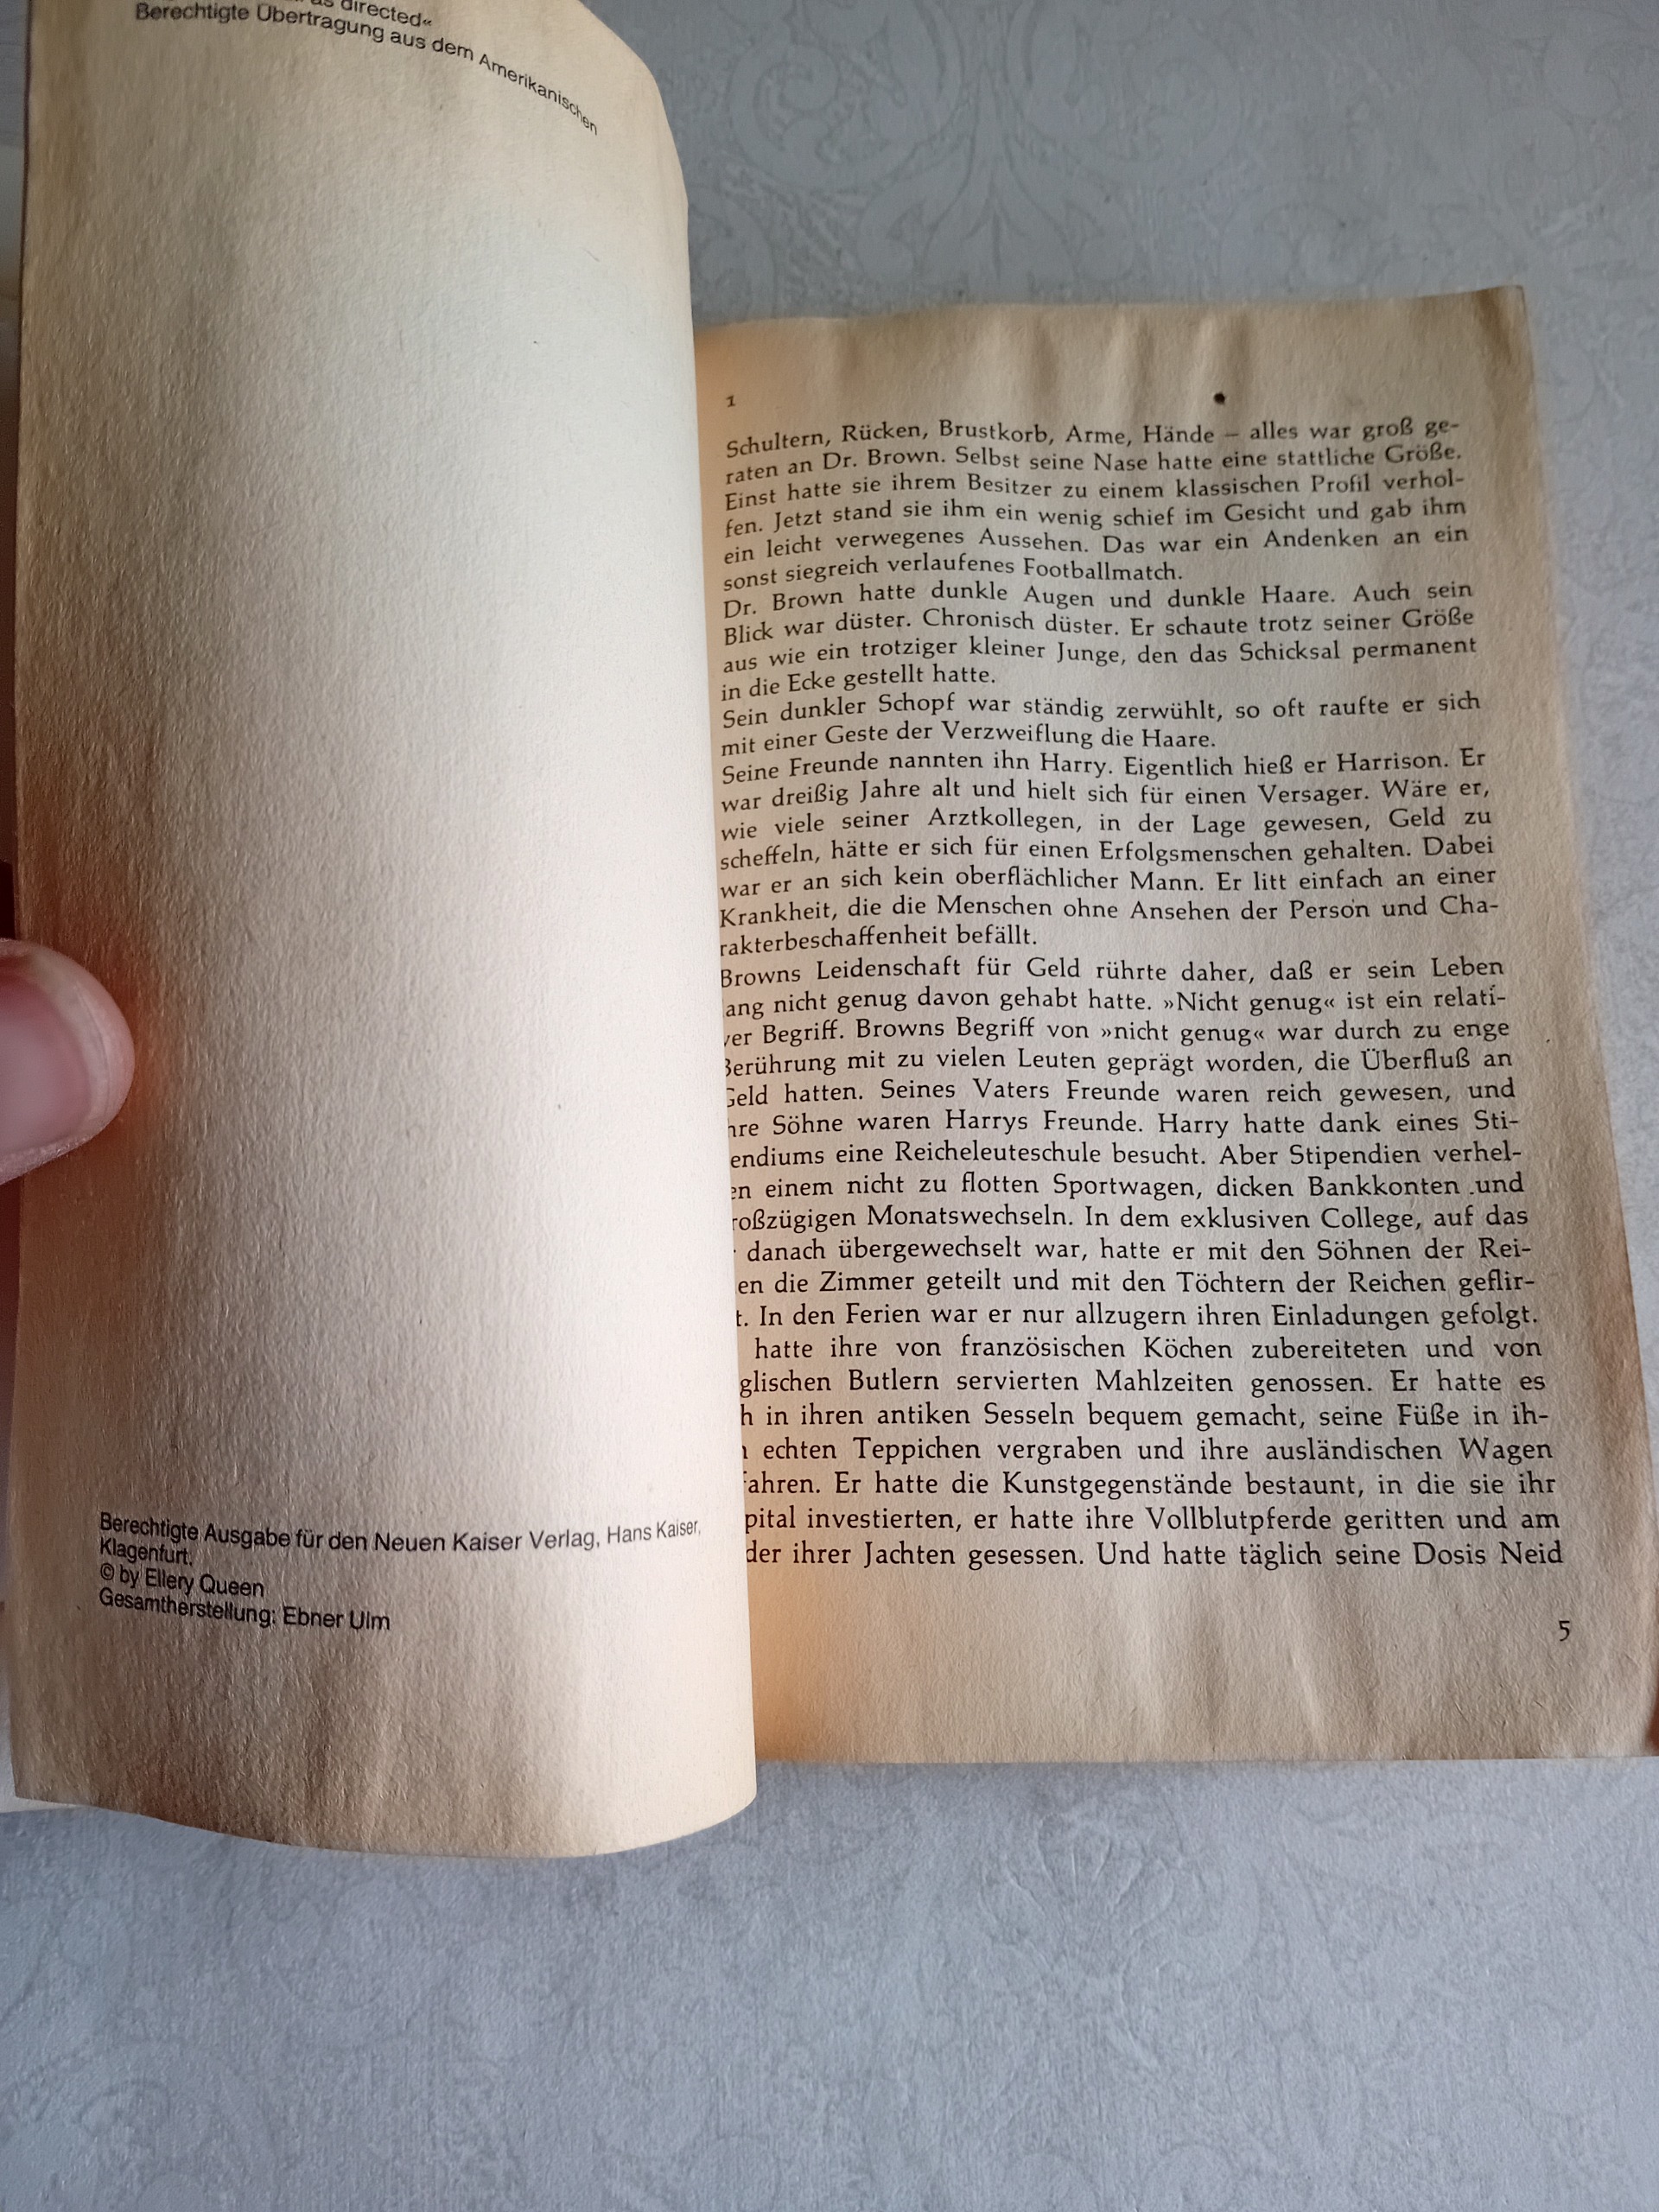 as directed«
Berechtigte Übertragung aus dem Amerikanischen
Berechtigte Ausgabe für den Neuen Kaiser Verlag, Hans Kaiser,
Klagenfurt.
© by Ellery Queen
Gesamtherstellung: Ebner Ulm
1
Schultern, Rücken, Brustkorb, Arme, Hände – alles war groß ge-
raten an Dr. Brown. Selbst seine Nase hatte eine stattliche Größe.
Einst hatte sie ihrem Besitzer zu einem klassischen Profil verhol-
fen. Jetzt stand sie ihm ein wenig schief im Gesicht und gab ihm
ein leicht verwegenes Aussehen. Das war ein Andenken an ein
sonst siegreich verlaufenes Footballmatch.
Dr. Brown hatte dunkle Augen und dunkle Haare. Auch sein
Blick war düster. Chronisch düster. Er schaute trotz seiner Größe
aus wie ein trotziger kleiner Junge, den das Schicksal permanent
in die Ecke gestellt hatte.
Sein dunkler Schopf war ständig zerwühlt, so oft raufte er sich
mit einer Geste der Verzweiflung die Haare.
Seine Freunde nannten ihn Harry. Eigentlich hieß er Harrison. Er
war dreißig Jahre alt und hielt sich für einen Versager. Wäre er,
wie viele seiner Arztkollegen, in der Lage gewesen, Geld zu
scheffeln, hätte er sich für einen Erfolgsmenschen gehalten. Dabei
war er an sich kein oberflächlicher Mann. Er litt einfach an einer
Krankheit, die die Menschen ohne Ansehen der Person und Cha-
rakterbeschaffenheit befällt.
Browns Leidenschaft für Geld rührte daher, daß er sein Leben
ang nicht genug davon gehabt hatte. »Nicht genug« ist ein relati-
ver Begriff. Browns Begriff von »nicht genug« war durch zu enge
Berührung mit zu vielen Leuten geprägt worden, die Überfluß an
Geld hatten. Seines Vaters Freunde waren reich gewesen, und
hre Söhne waren Harrys Freunde. Harry hatte dank eines Sti-
endiums eine Reicheleuteschule besucht. Aber Stipendien verhel-
en einem nicht zu flotten Sportwagen, dicken Bankkonten und
roßzügigen Monatswechseln. In dem exklusiven College, auf das
danach übergewechselt war, hatte er mit den Söhnen der Rei-
en die Zimmer geteilt und mit den Töchtern der Reichen geflir-
t. In den Ferien war er nur allzugern ihren Einladungen gefolgt.
hatte ihre von französischen Köchen zubereiteten und von
glischen Butlern servierten Mahlzeiten genossen. Er hatte es
h in ihren antiken Sesseln bequem gemacht, seine Füße in ih-
echten Teppichen vergraben und ihre ausländischen Wagen
fahren. Er hatte die Kunstgegenstände bestaunt, in die sie ihr
pital investierten, er hatte ihre Vollblutpferde geritten und am
der ihrer Jachten gesessen. Und hatte täglich seine Dosis Neid
5